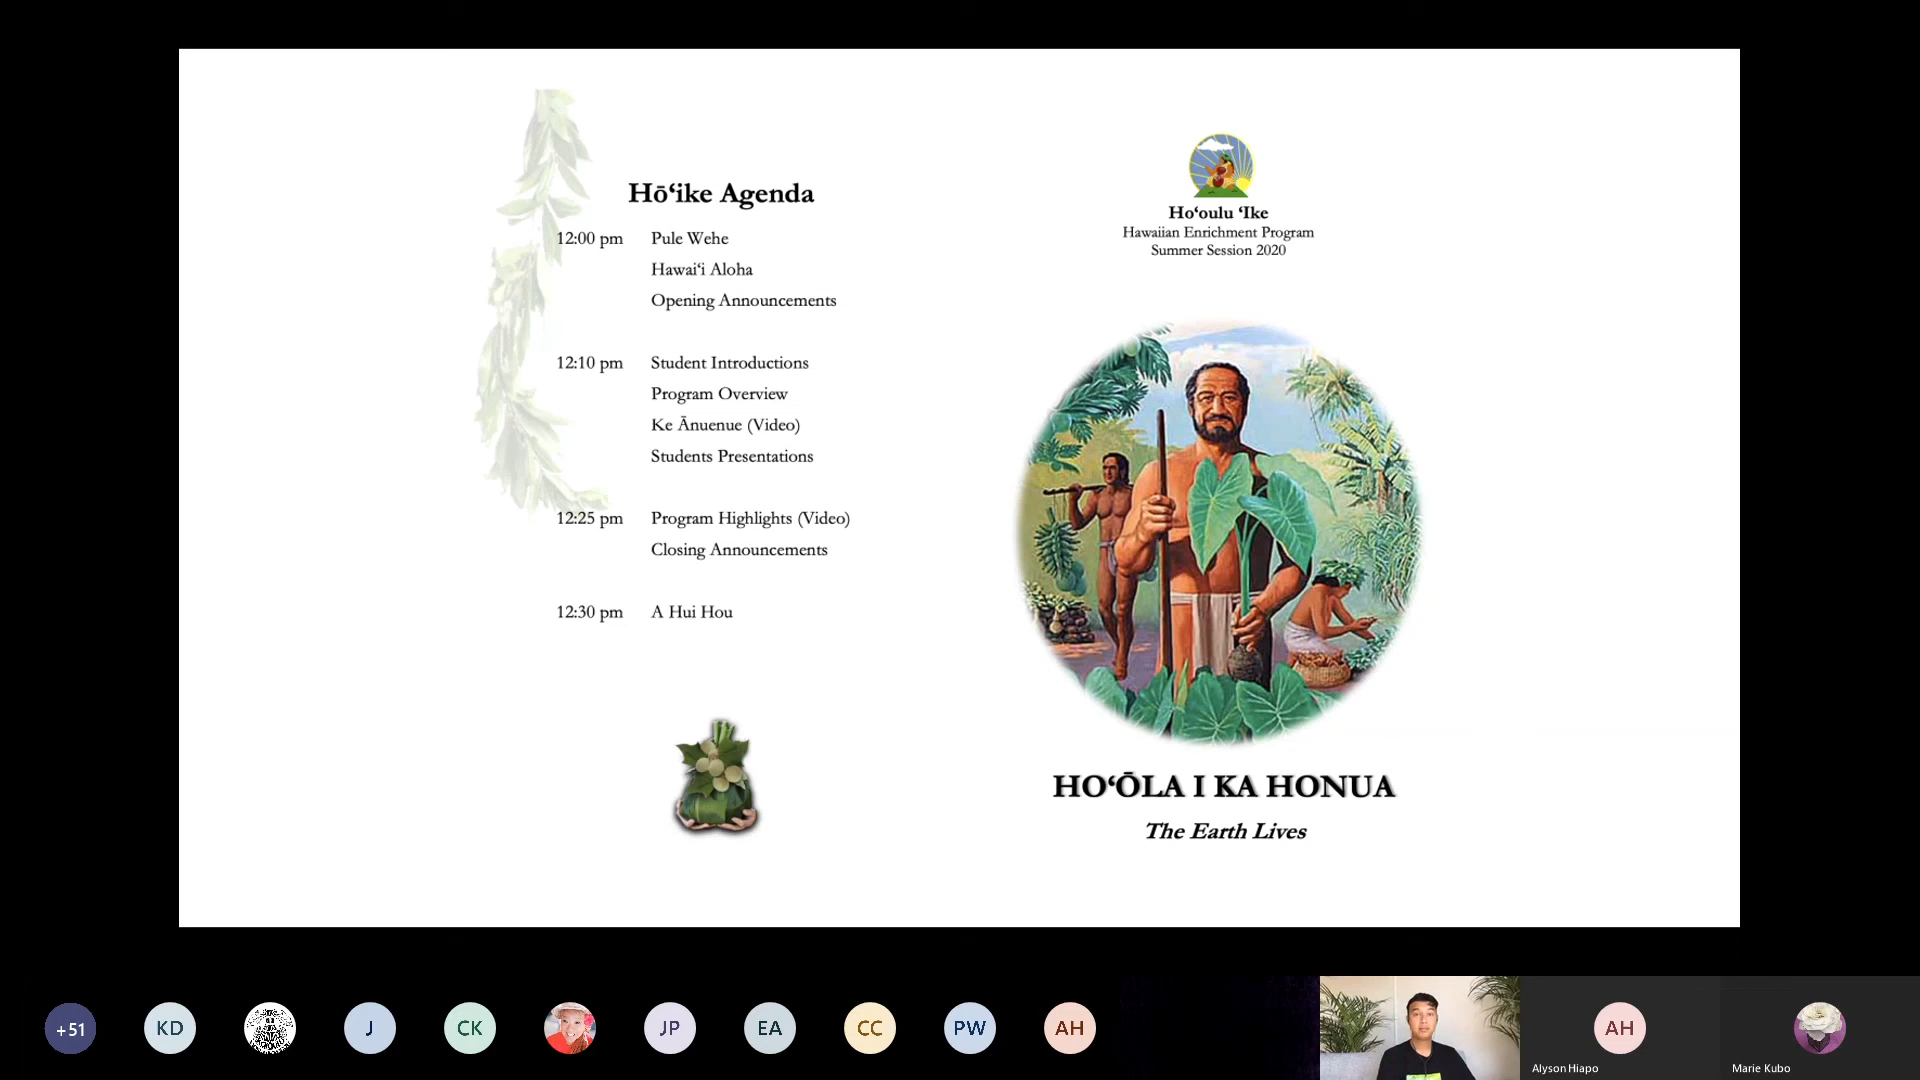 Hōʻike Agenda
12:00 pm Pule Wehe
Hawaiʻi Aloha
Opening Announcements
12:10 pm Student Introductions
Program Overview
Ke Ānuenue (Video)
Students Presentations
12:25 pm Program Highlights (Video)
Closing Announcements
12:30 pm A Hui Hou
Hoʻoulu ʻIke
Hawaiian Enrichment Program
Summer Session 2020
HOʻŌLA I KA HONUA
The Earth Lives
+51 KD J CK JP EA CC PW AH AH
Alyson Hiapo Marie Kubo